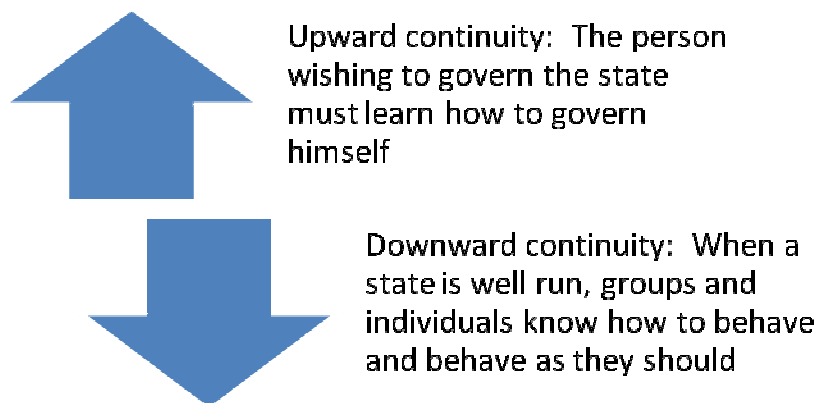 Upward continuity: The person
wishing to govern the state
must learn how to govern
himself
Downward continuity: When a
state is well run, groups and
individuals know how to behave
and behave as they should